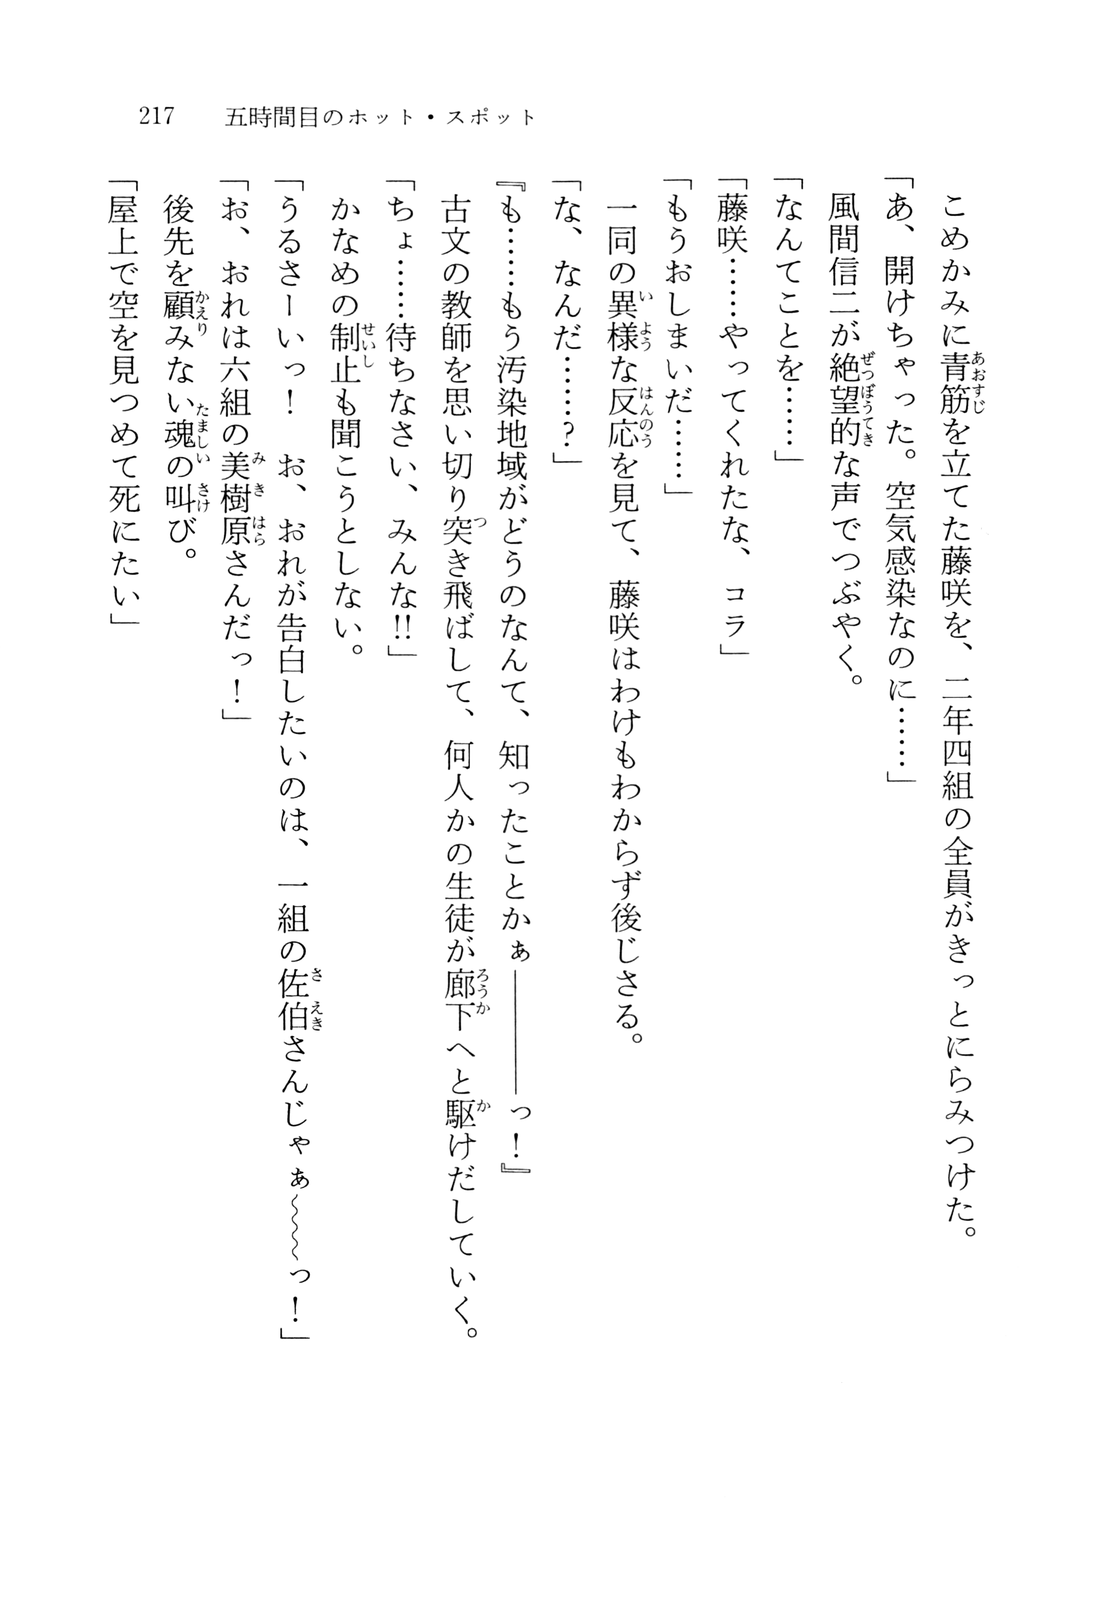 217 五時間目のホット・スポット
こめかみに青筋を立てた藤咲を、二年四組の全員がきっとにらみつけた。
「あ、開けちゃった。空気感染なのに……」
風間信二が絶望的な声でつぶやく。
「なんてことを……」
「藤咲……やってくれたな、コラ」
「もうおしまいだ……」
一同の異様な反応を見て、藤咲はわけもわからず後じさる。
「な、なんだ……?」
『も……もう汚染地域がどうのなんて、知ったことかぁ――――っ!』
古文の教師を思い切り突き飛ばして、何人かの生徒が廊下へと駆けだしていく。
「ちょ……待ちなさい、みんな!!」
かなめの制止も聞こうとしない。
「うるさーいっ! お、おれが告白したいのは、一組の佐伯さんじゃぁ〜〜〜っ!」
「お、おれは六組の美樹原さんだっ!」
後先を顧みない魂の叫び。
「屋上で空を見つめて死にたい」